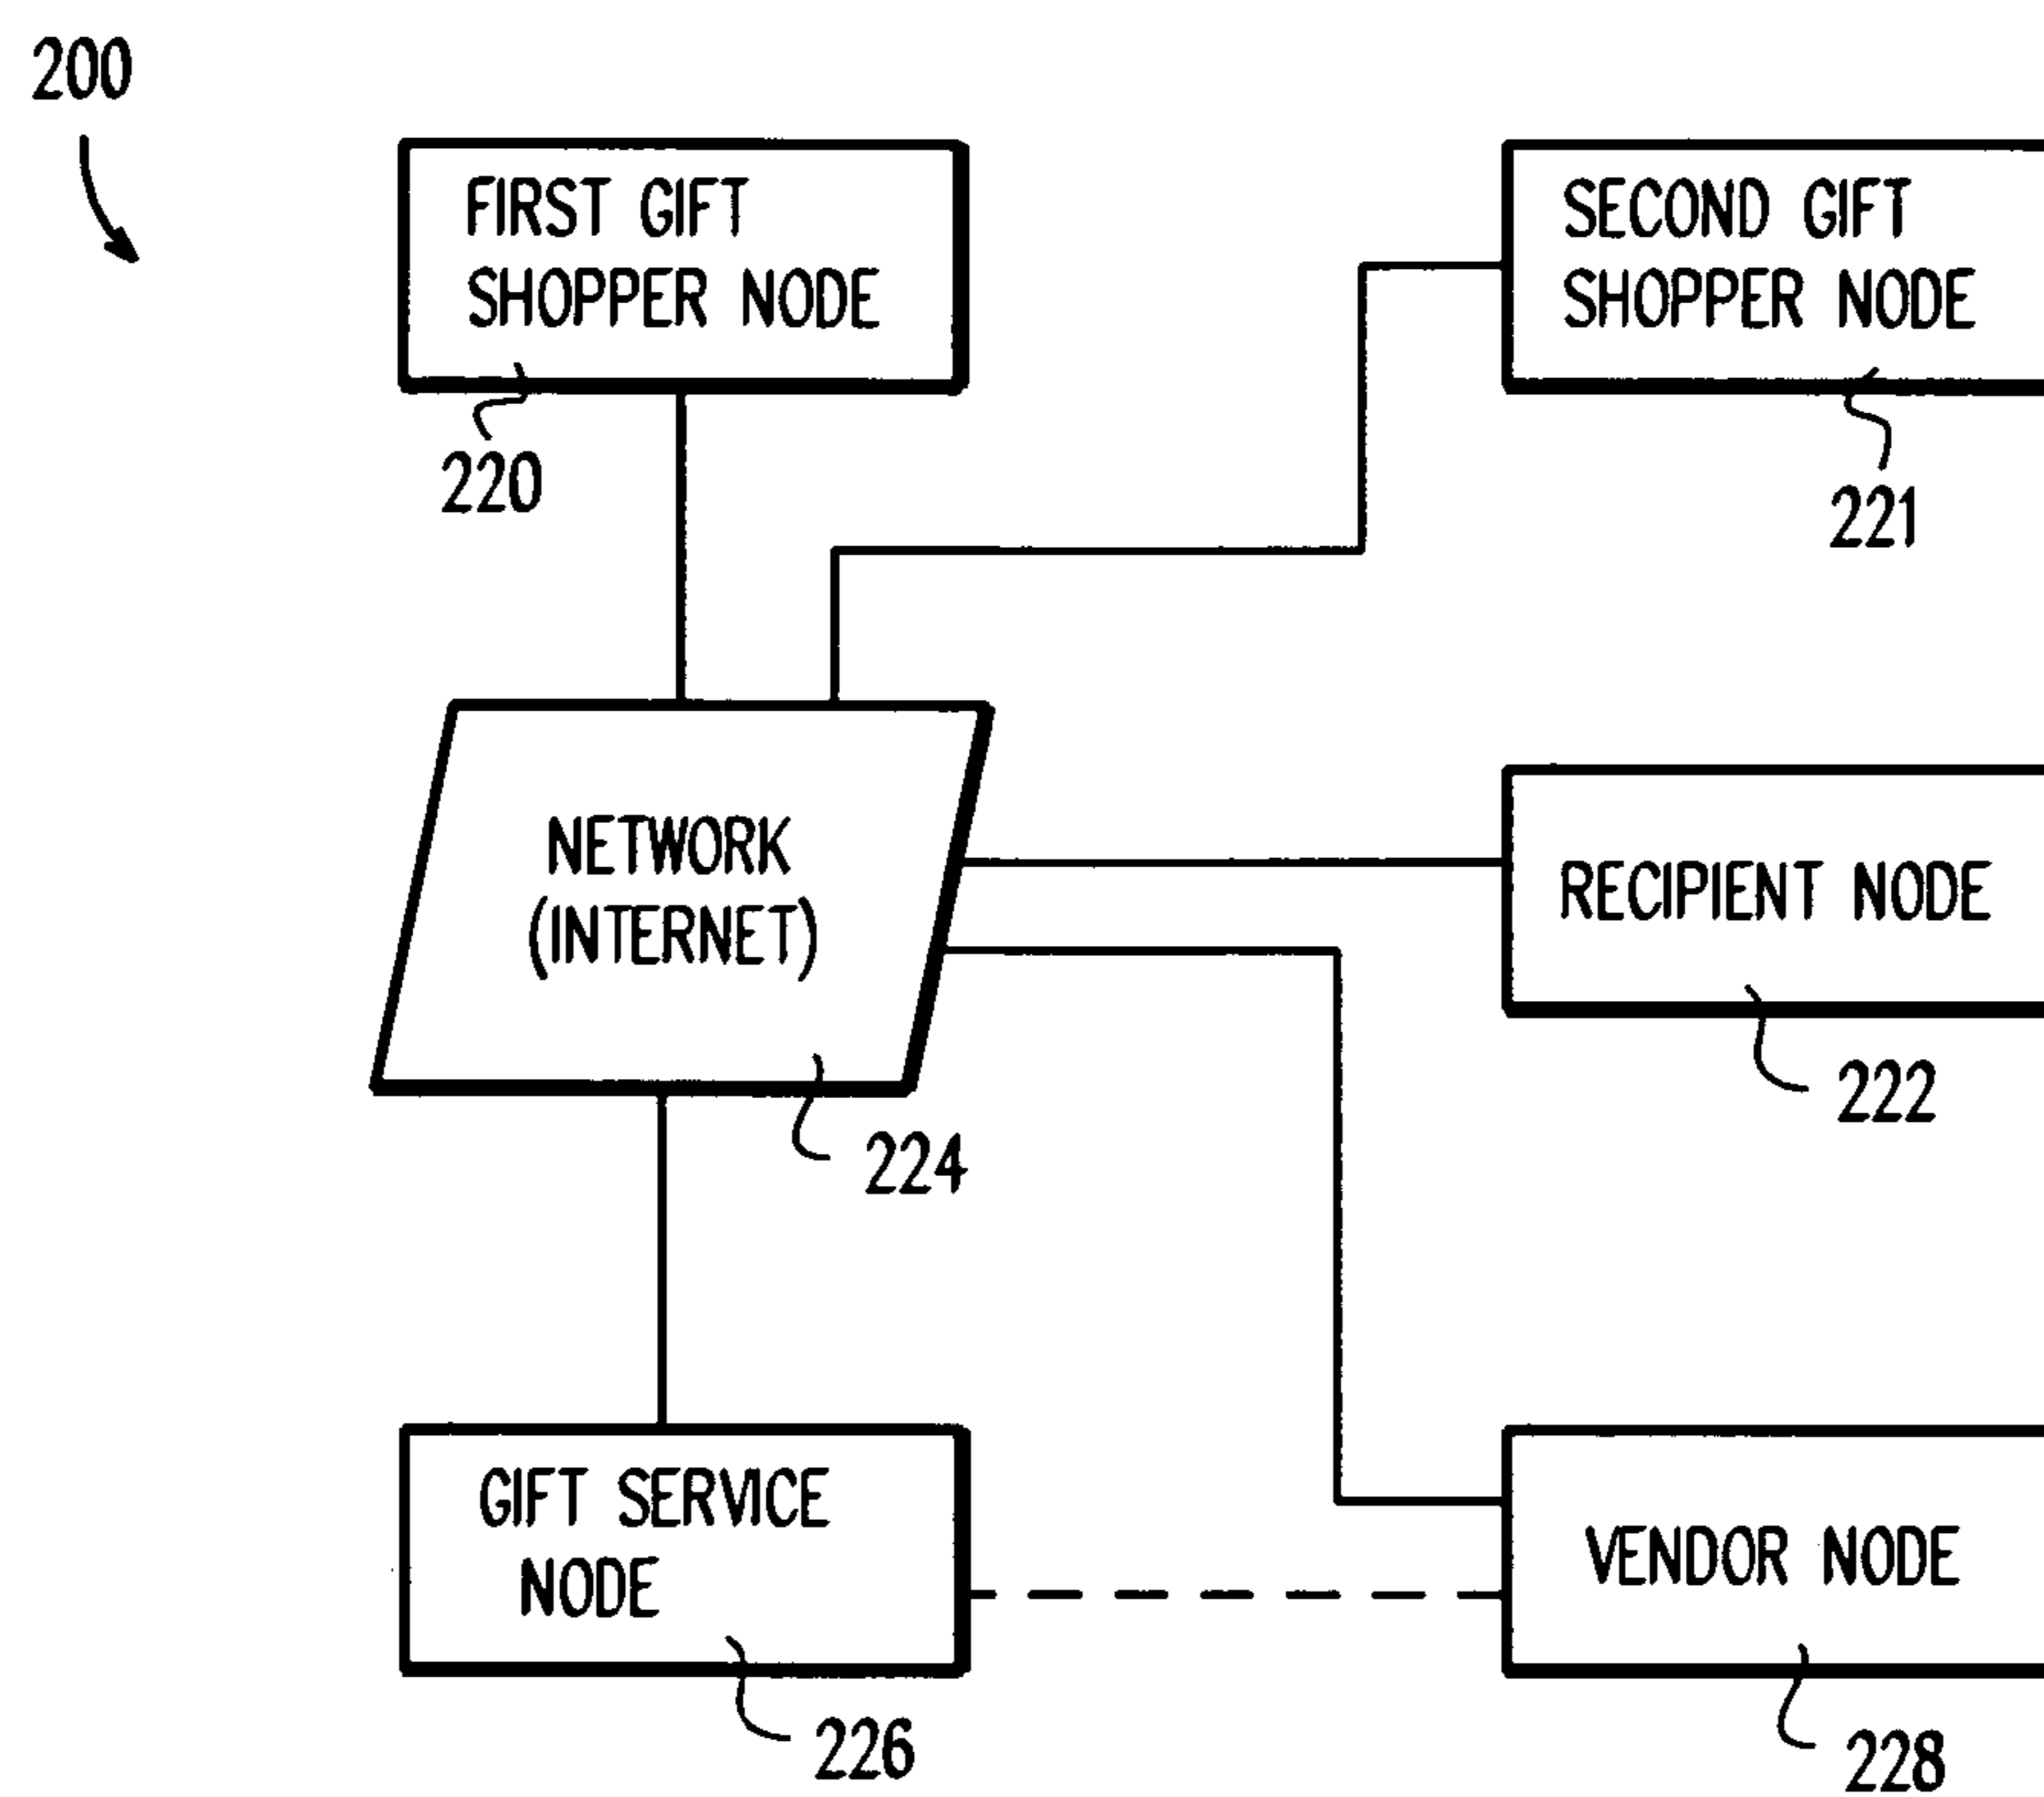 200
FIRST GIFT
SHOPPER NODE
220
SECOND GIFT
SHOPPER NODE
221
NETWORK
(INTERNET)
224
RECIPIENT NODE
222
GIFT SERVICE
NODE
226
VENDOR NODE
228